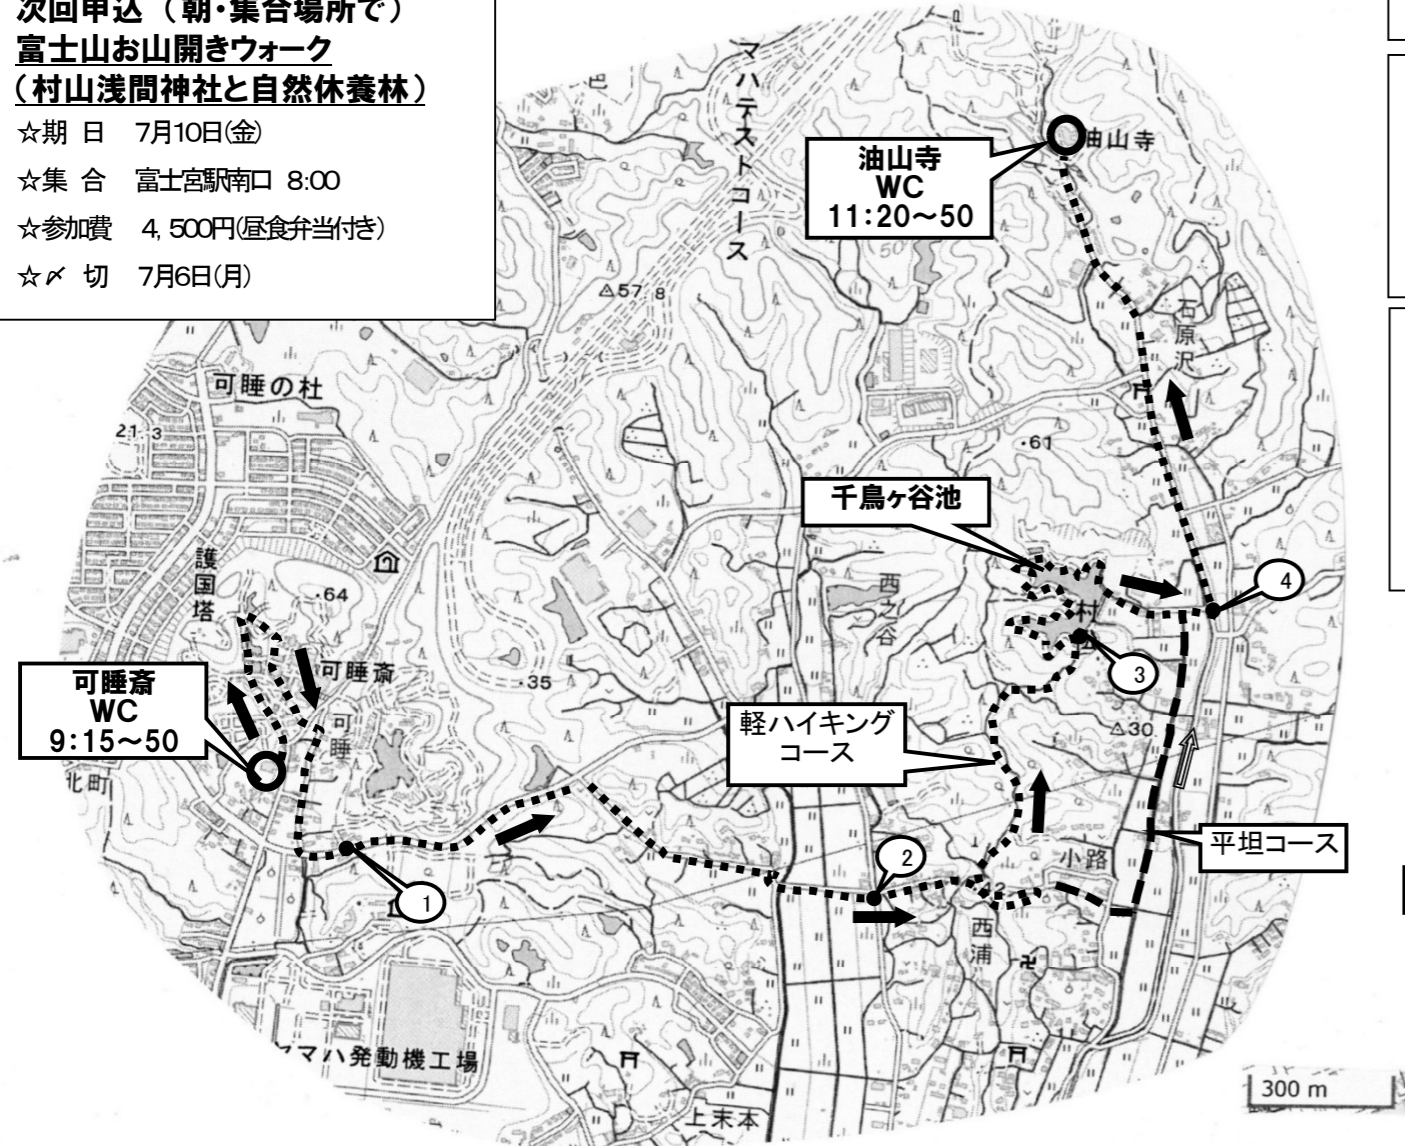 次回申込 （朝・集合場所で）
富士山お山開きウォーク
（村山浅間神社と自然休養林）
☆期 日 7月10日(金)
☆集 合 富士宮駅南口 8:00
☆参加費 4, 500円(昼食弁当付き)
☆〆 切 7月6日(月)
マハテストコース
油山寺
WC
11:20～50
油山寺
57 8
石原沢
可睡の杜
21 3
・61
千鳥ヶ谷池
護国塔
・64
西之谷
村
4
3
可睡斎
可睡斎
WC
9:15～50
可睡
・35
軽ハイキング
コース
30
北町
2
小路
平坦コース
1
西浦
ヤマハ発動機工場
上末本
300 m